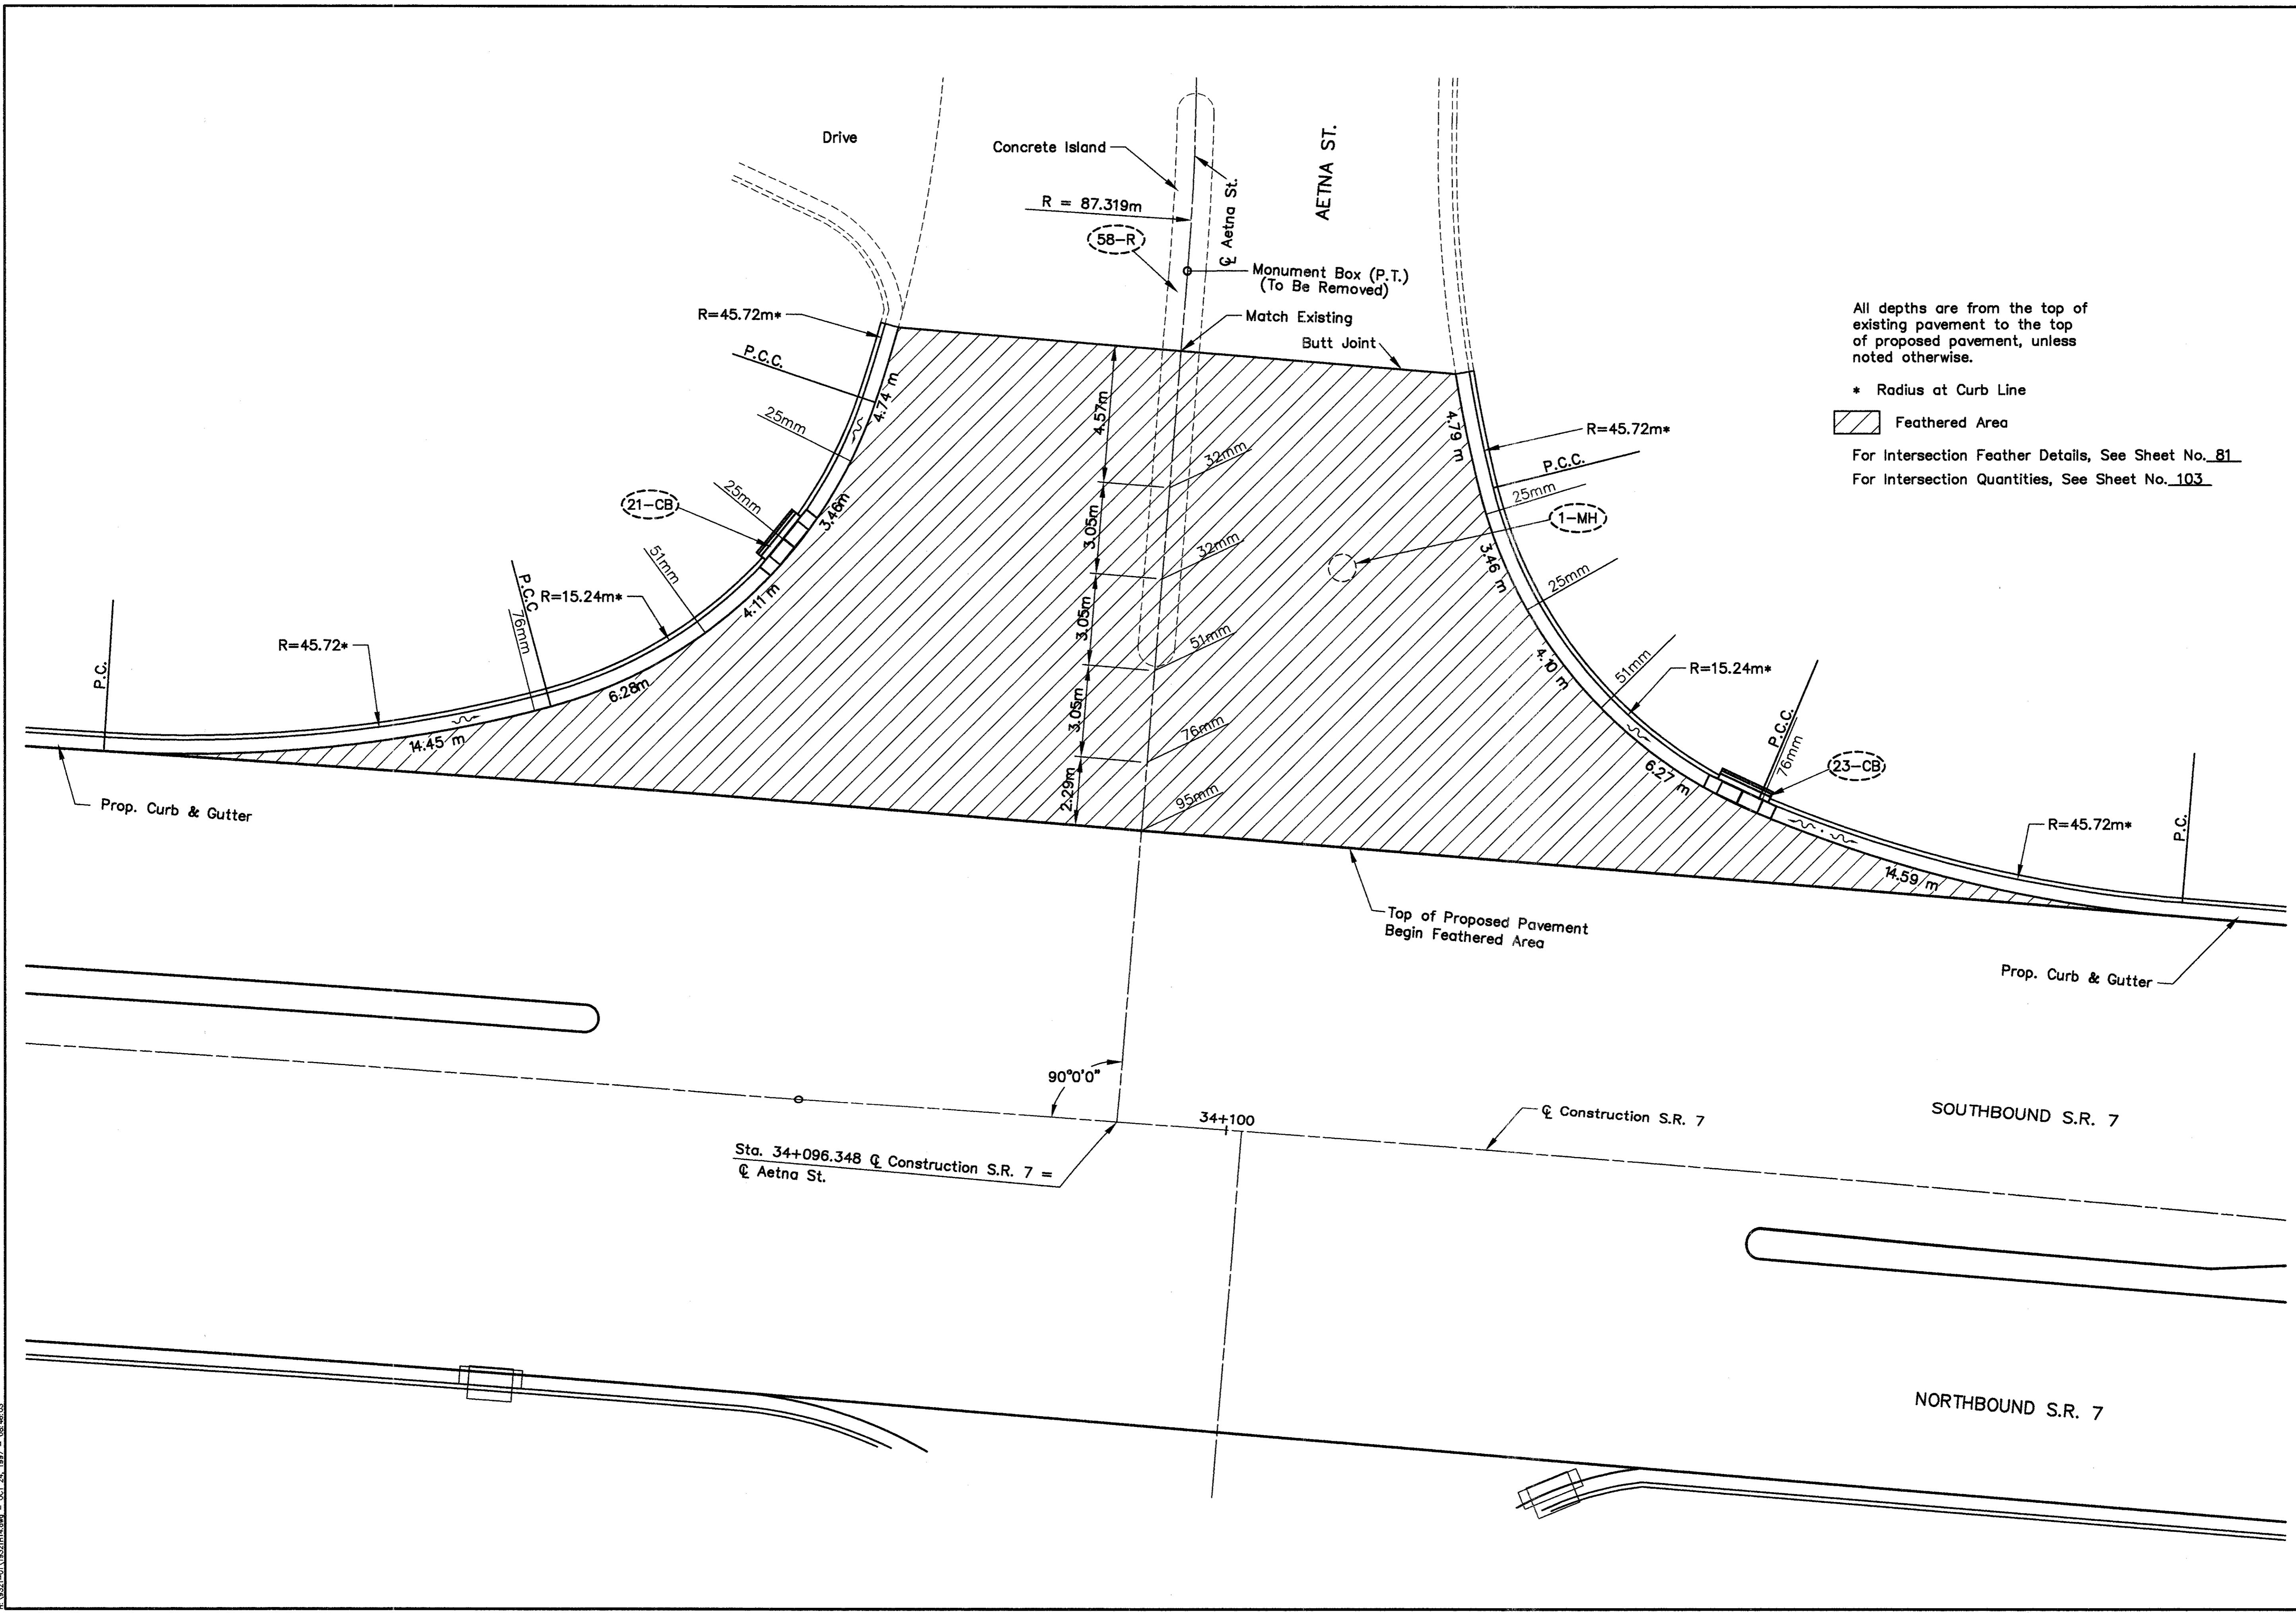 Drive
Concrete Island
R = 87.319m
58-R
℄ Aetna St.
AETNA ST.
Monument Box (P.T.)
(To Be Removed)
Match Existing
Butt Joint
R=45.72m*
P.C.C.
4.74 m
25mm
25mm
21-CB
3.46m
51mm
4.11 m
R=15.24m*
P.C.C
76mm
6.28m
R=45.72*
P.C.
14.45 m
Prop. Curb & Gutter
4.57m
32mm
3.05m
32mm
3.05m
51mm
3.05m
76mm
2.29m
95mm
4.79 m
R=45.72m*
P.C.C.
25mm
1-MH
3.46 m
25mm
4.10 m
51mm
R=15.24m*
P.C.C.
76mm
23-CB
6.27 m
R=45.72m*
P.C.
14.59 m
Prop. Curb & Gutter
All depths are from the top of
existing pavement to the top
of proposed pavement, unless
noted otherwise.
* Radius at Curb Line
Feathered Area
For Intersection Feather Details, See Sheet No. 81
For Intersection Quantities, See Sheet No. 103
Top of Proposed Pavement
Begin Feathered Area
90°0'0"
34+100
℄ Construction S.R. 7
SOUTHBOUND S.R. 7
Sta. 34+096.348 ℄ Construction S.R. 7 =
℄ Aetna St.
NORTHBOUND S.R. 7